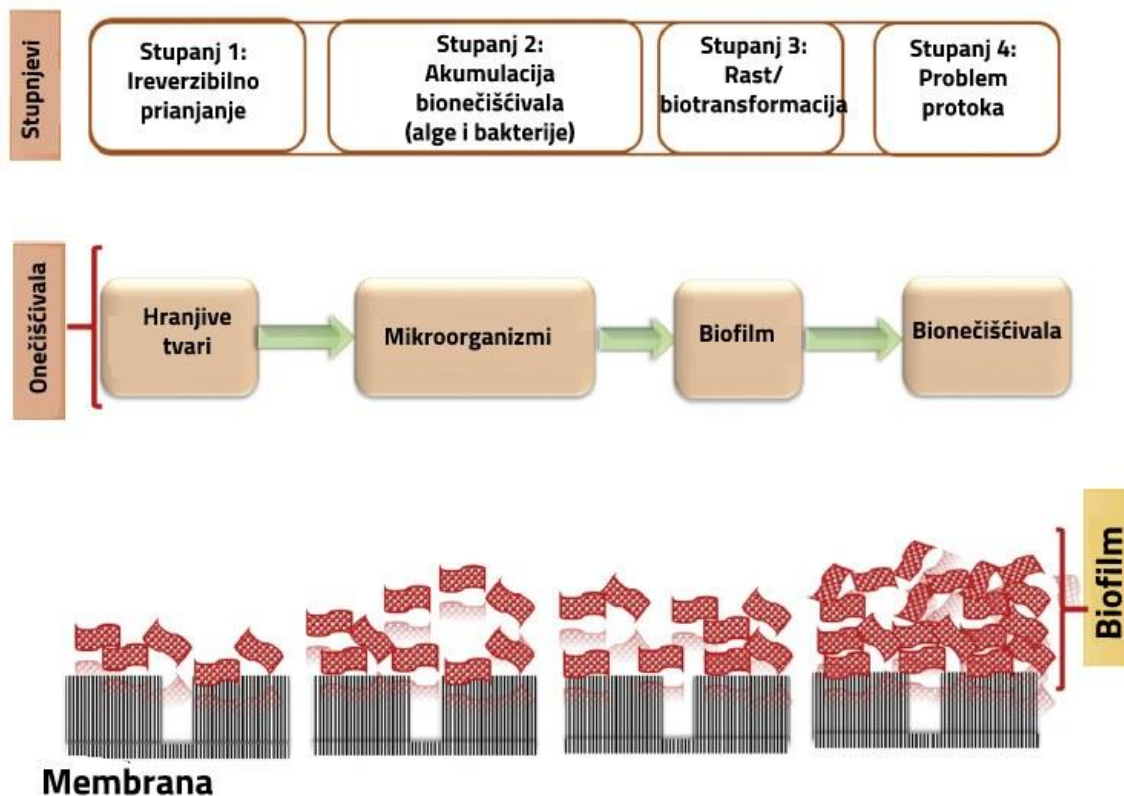 Stupnjevi
Stupanj 1:
Ireverzibilno
prianjanje
Stupanj 2:
Akumulacija
bionečišćivala
(alge i bakterije)
Stupanj 3:
Rast/
biotransformacija
Stupanj 4:
Problem
protoka
Onečišćivala
Hranjive
tvari
Mikroorganizmi
Biofilm
Bionečišćivala
Biofilm
Membrana